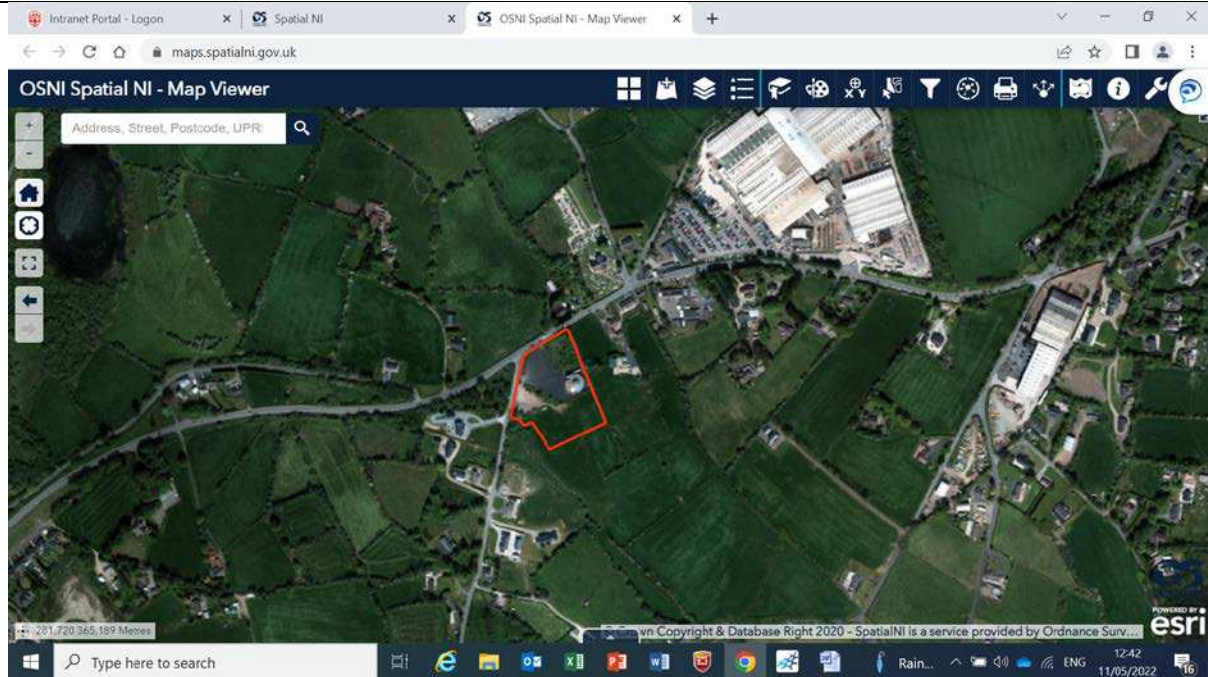 Intranet Portal - Logon
Spatial NI
OSNI Spatial NI - Map Viewer
maps.spatialni.gov.uk
OSNI Spatial NI - Map Viewer
X Y
Address, Street, Postcode, UPR
281,720 365,189 Metres
Crown Copyright & Database Right 2020 - SpatialNI is a service provided by Ordnance Surv...
POWERED BY
esri
Type here to search
Rain...
ENG
12:42
11/05/2022
16